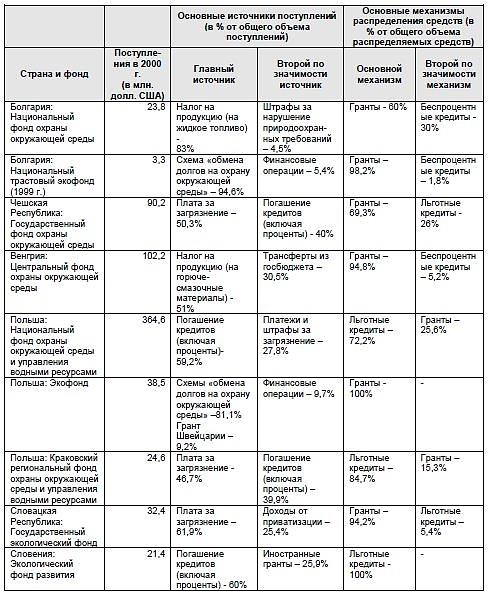 Основные источники поступлений
(в % от общего объема
поступлений)
Основные механизмы
распределения средств (в
% от общего объема
распределяемых средств)
Страна и фонд
Поступле-
ния в 2000
г.
(в млн.
долл. США)
Главный
источник
Второй по
значимости источник
Основной
механизм
Второй по
значимости
механизм
Болгария:
Национальный
фонд охраны
окружающей среды
23,8
Налог на
продукцию (на
жидкое топливо)
-
83%
Штрафы за
нарушение
природоохран-
ных требований
– 4,5%
Гранты - 60%
Беспроцент
ные кредиты -
30%
Болгария:
Национальный
трастовый экофонд
(1999 г.)
3,3
Схема «обмена
долгов на охрану
окружающей
среды» – 94,6%
Финансовые
операции – 5,4%
Гранты –
98,2%
Беспроцент
ные кредиты
– 1,8%
Чешская
Республика:
Государственный
фонд охраны
окружающей среды
90,2
Плата за
загрязнение –
50,3%
Погашение
кредитов
(включая
проценты) - 40%
Гранты –
69,3%
Льготные
кредиты -
26%
Венгрия:
Центральный фонд
охраны окружающей
среды
102,2
Налог на
продукцию (на
горюче-
смазочные
материалы) -
51%
Трансферты из
госбюджета –
30,5%
Гранты –
94,8%
Беспроцент
ные кредиты
– 5,2%
Польша:
Национальный
фонд охраны
окружающей среды
и управления
водными ресурсами
364,6
Погашение
кредитов
(включая
проценты)-
59,2%
Платежи и
штрафы за
загрязнение –
27,8%
Льготные
кредиты –
72,2%
Гранты –
25,6%
Польша: Экофонд
38,5
Схемы «обмена
долгов на охрану
окружающей
среды» –81,1%
Грант
Швейцарии –
9,2%
Финансовые
операции – 9,7%
Гранты -
100%
-
Польша: Краковский
региональный фонд
охраны окружающей
среды и управления
водными ресурсами
24,6
Плата за
загрязнение -
46,7%
Погашение
кредитов
(включая
проценты) –
39,9%
Льготные
кредиты –
84,7%
Гранты –
15,3%
Словацкая
Республика:
Государственный
экологический фонд
32,4
Плата за
загрязнение –
61,9%
Доходы от
приватизации –
25,4%
Гранты –
94,2%
Льготные
кредиты –
5,4%
Словения:
Экологический
фонд развития
21,4
Погашение
кредитов
(включая
проценты) - 60%
Иностранные
гранты – 25,9%
Льготные
кредиты -
100%
-